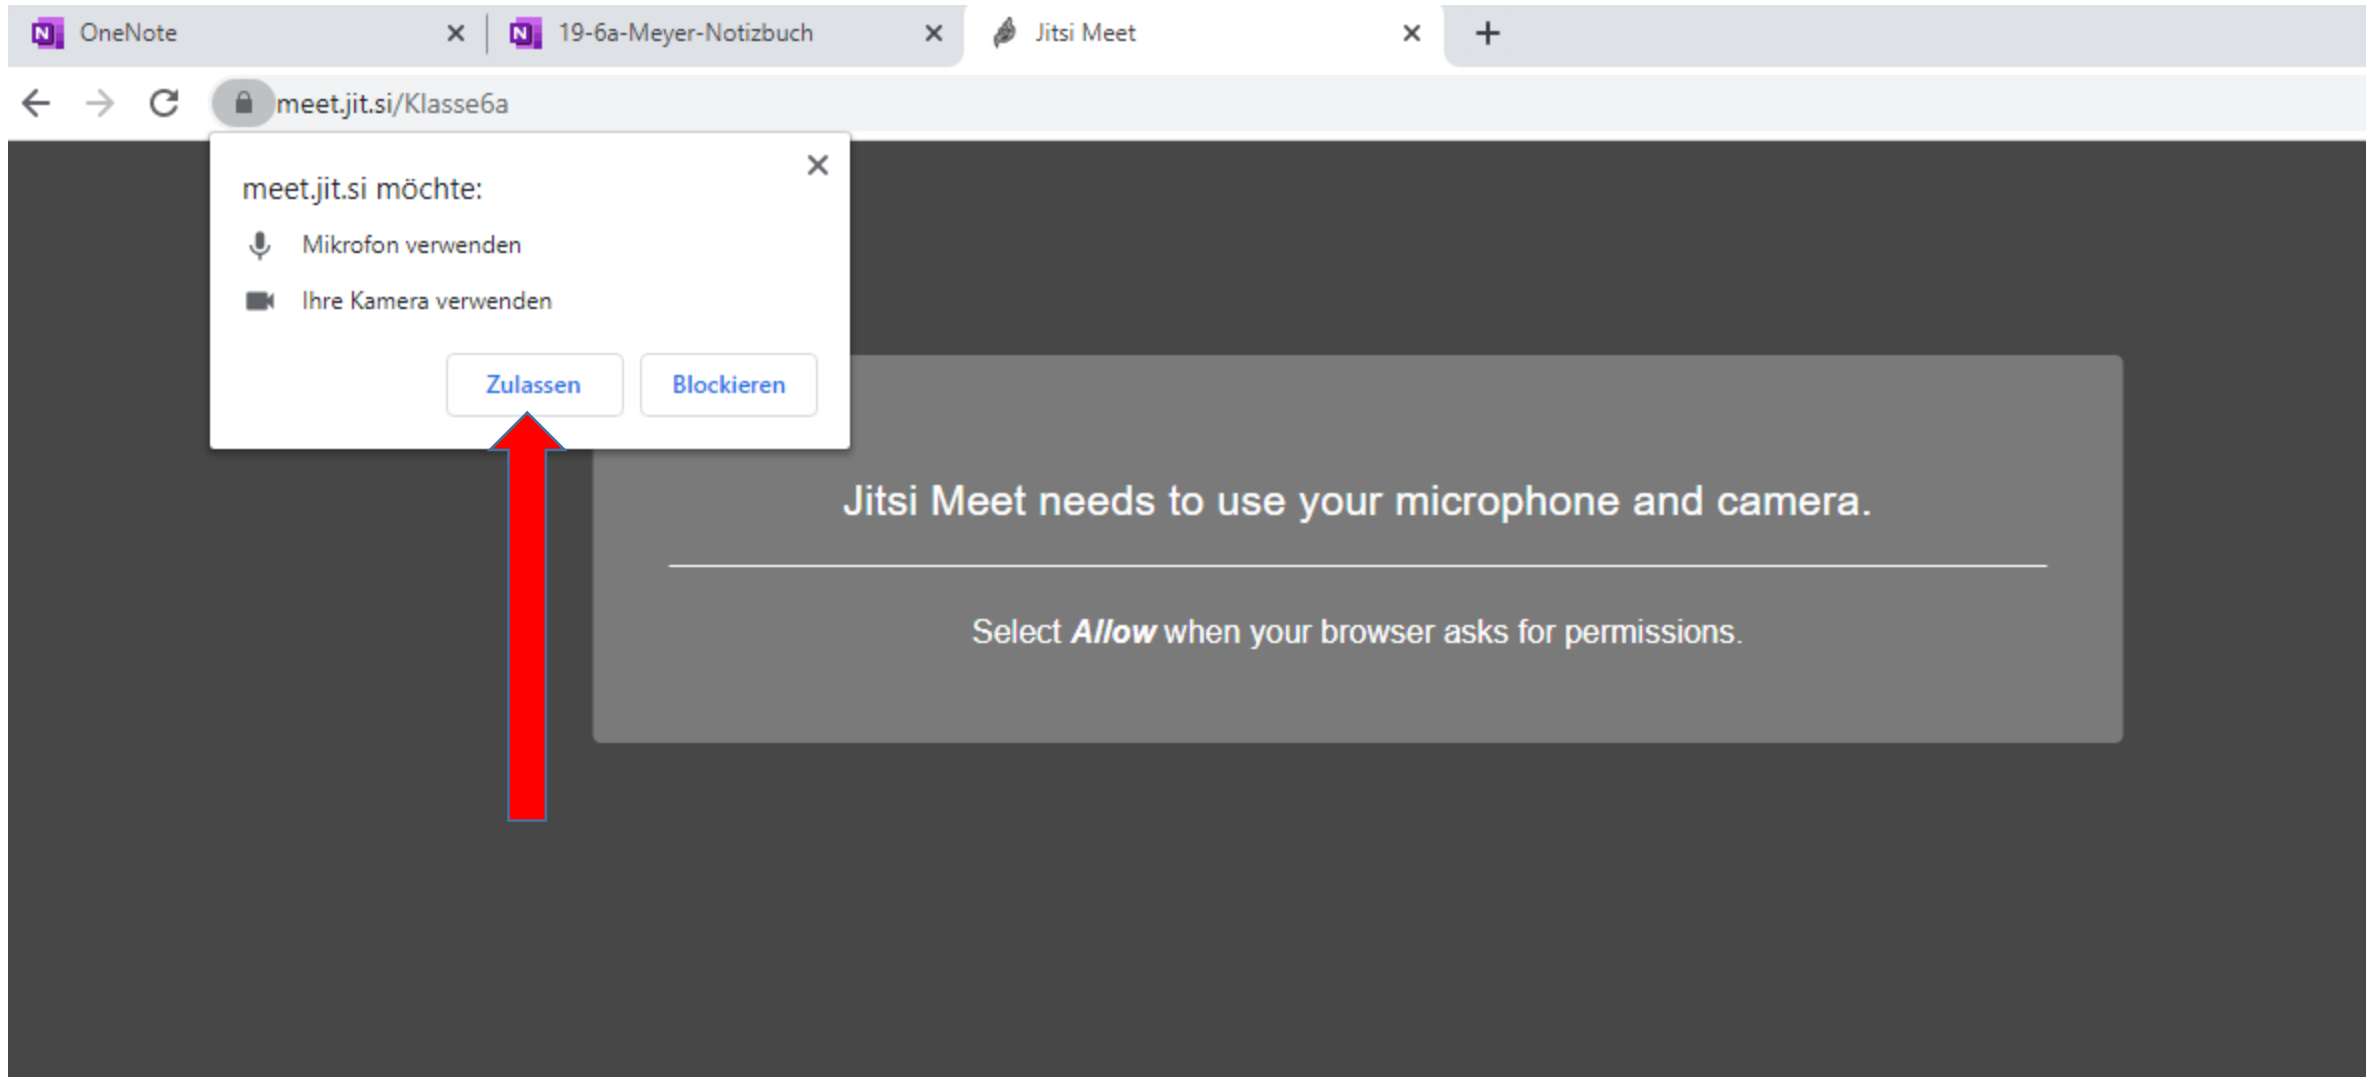 OneNote
19-6a-Meyer-Notizbuch
Jitsi Meet
meet.jit.si/Klasse6a
meet.jit.si möchte:
Mikrofon verwenden
Ihre Kamera verwenden
Zulassen
Blockieren
Jitsi Meet needs to use your microphone and camera.
Select Allow when your browser asks for permissions.